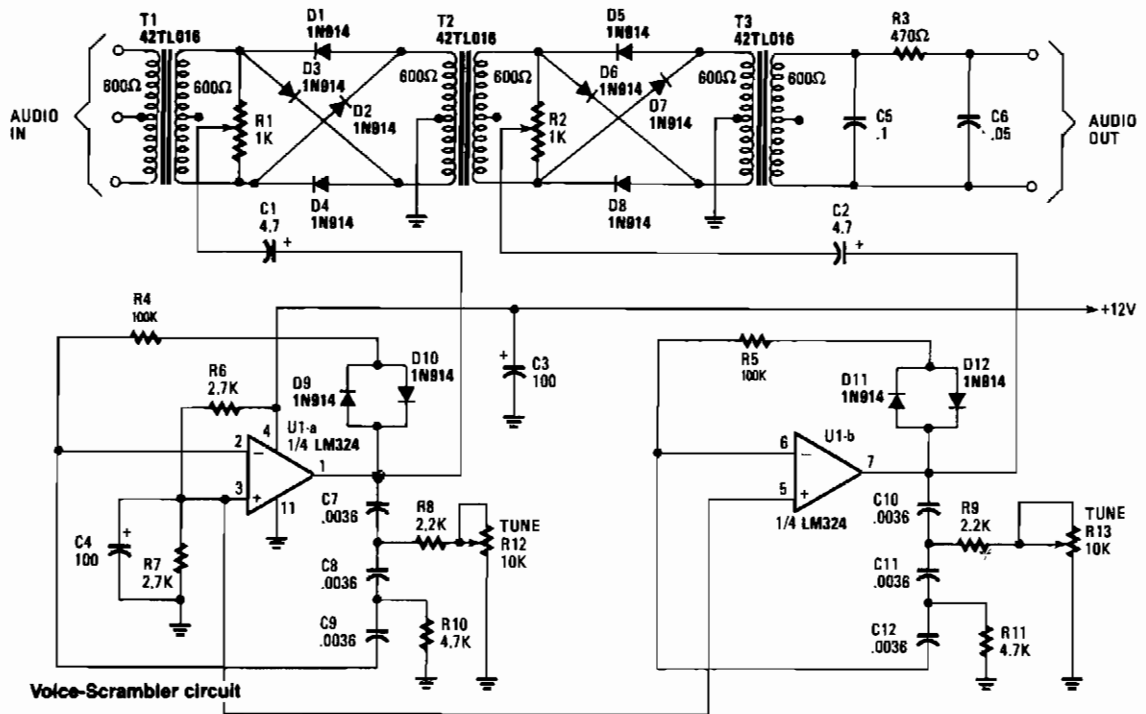 T1
42TL016
D1
1N914
T2
42TL016
D5
1N914
T3
42TL016
R3
470Ω
AUDIO
IN
800Ω
600Ω
R1
1K
D3
1N914
D2
1N914
D4
1N914
600Ω
600Ω
R2
1K
D6
1N914
D7
1N914
D8
1N914
600Ω
600Ω
C5
.1
C6
.05
AUDIO
OUT
C1
4.7
+
C2
4.7
+
+12V
R4
100K
R6
2.7K
D9
1N914
D10
1N914
+
C3
100
R5
100K
D11
1N914
D12
1N914
U1-a
1/4 LM324
4
2
−
3
+
1
11
U1-b
6
−
5
+
7
1/4 LM324
C4
100
+
R7
2.7K
C7
.0036
R8
2.2K
TUNE
R12
10K
C8
.0036
C9
.0036
R10
4.7K
C10
.0036
R9
2.2K
TUNE
R13
10K
C11
.0036
C12
.0036
R11
4.7K
Voice-Scrambler circuit